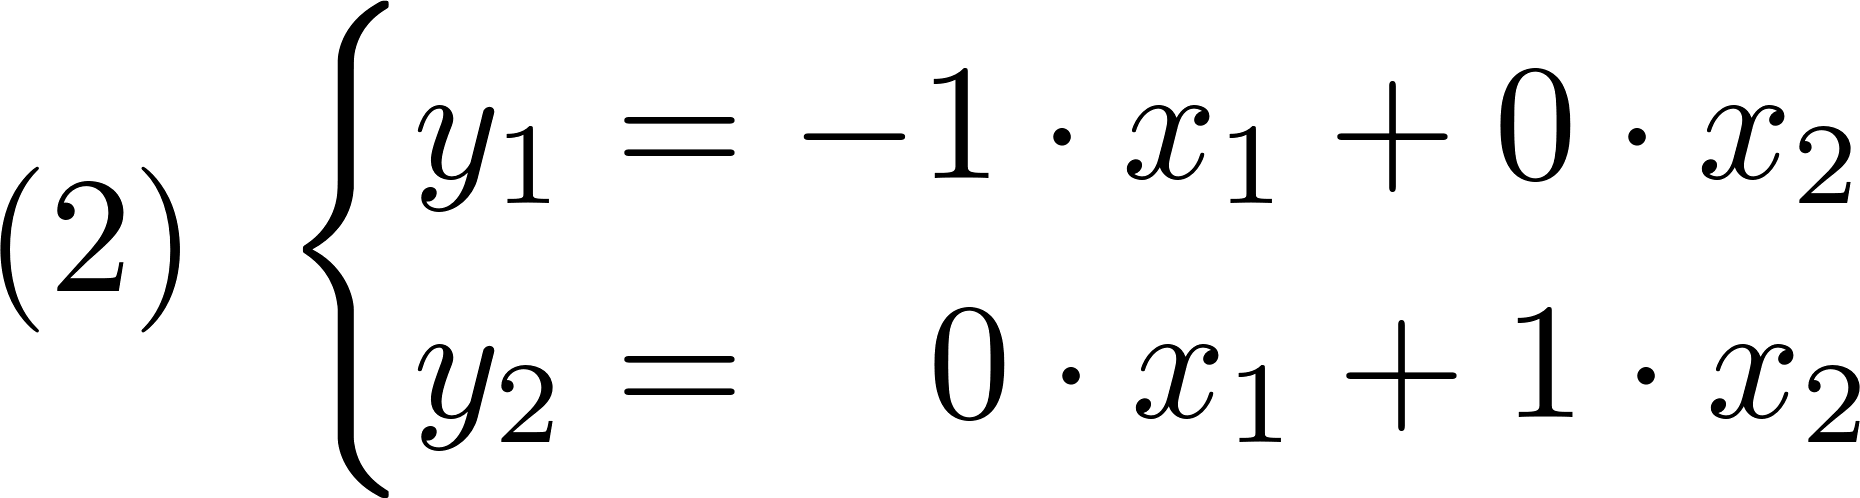 (2) { y₁ = −1 · x₁ + 0 · x₂
y₂ = 0 · x₁ + 1 · x₂